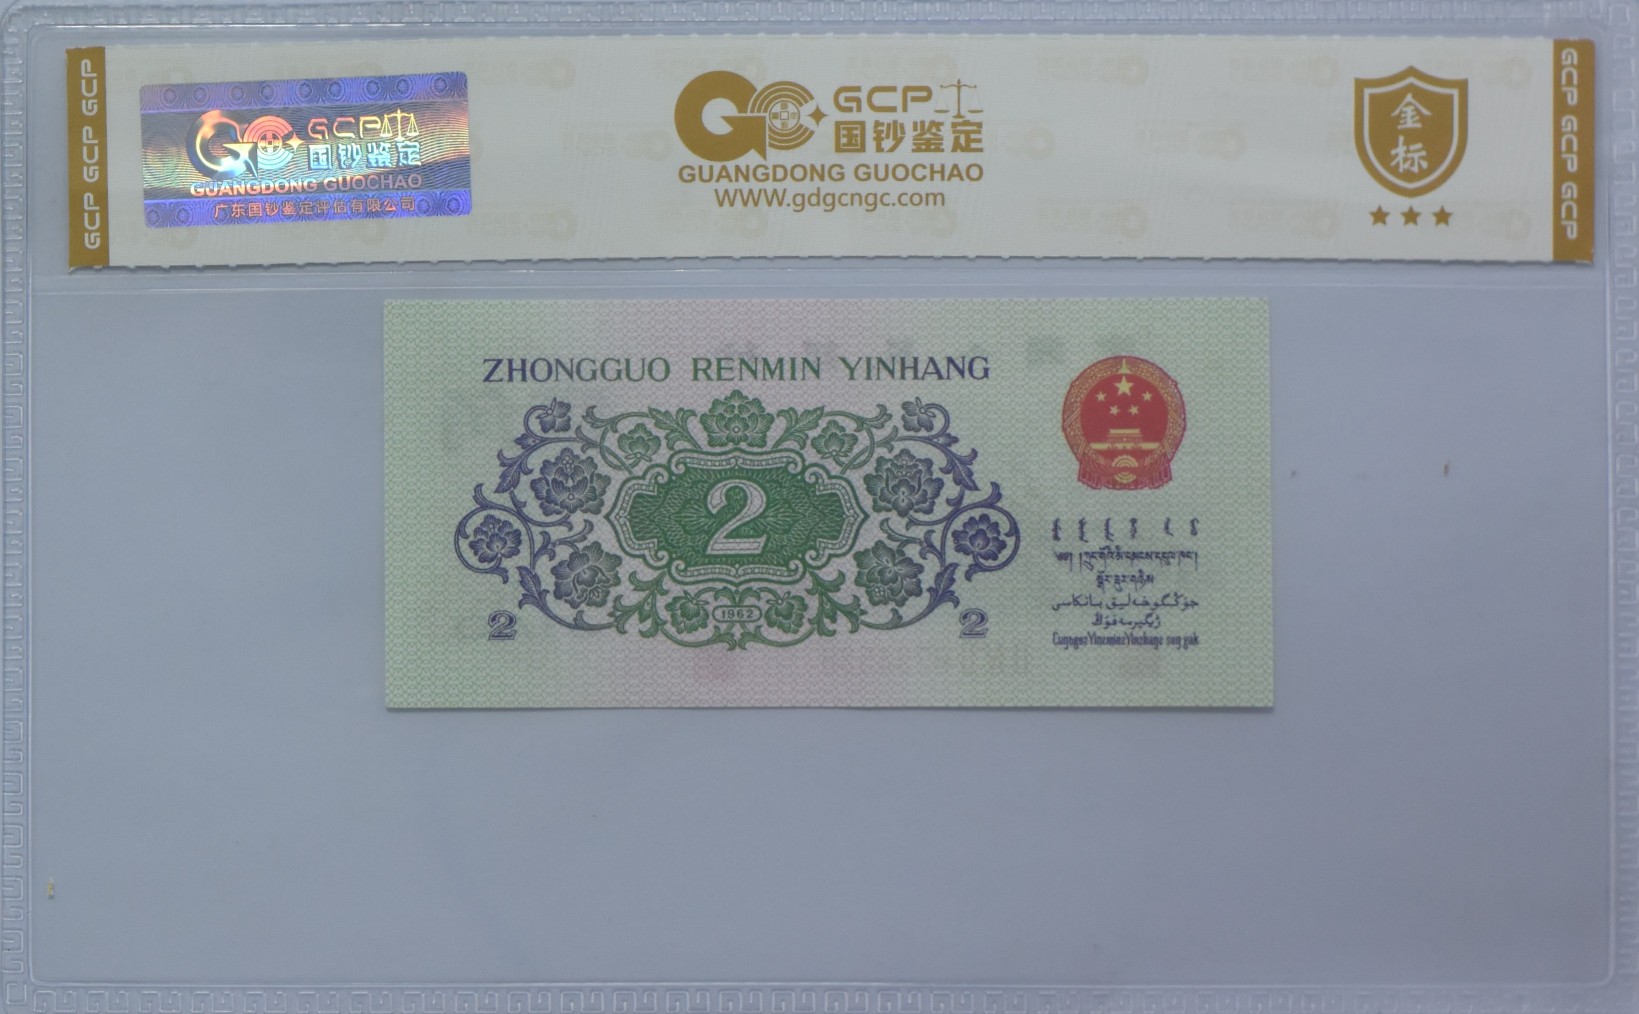 GCP GCP GCP
GCP 国钞鉴定
GUANGDONG GUOCHAO
广东国钞鉴定评估有限公司
GCP
国钞鉴定
GUANGDONG GUOCHAO
www.gdgcngc.com
金标
GCP GCP GCP
ZHONGGUO RENMIN YINHANG
2
1962
2
2
جۇڭگوخەلىق بانكاسى